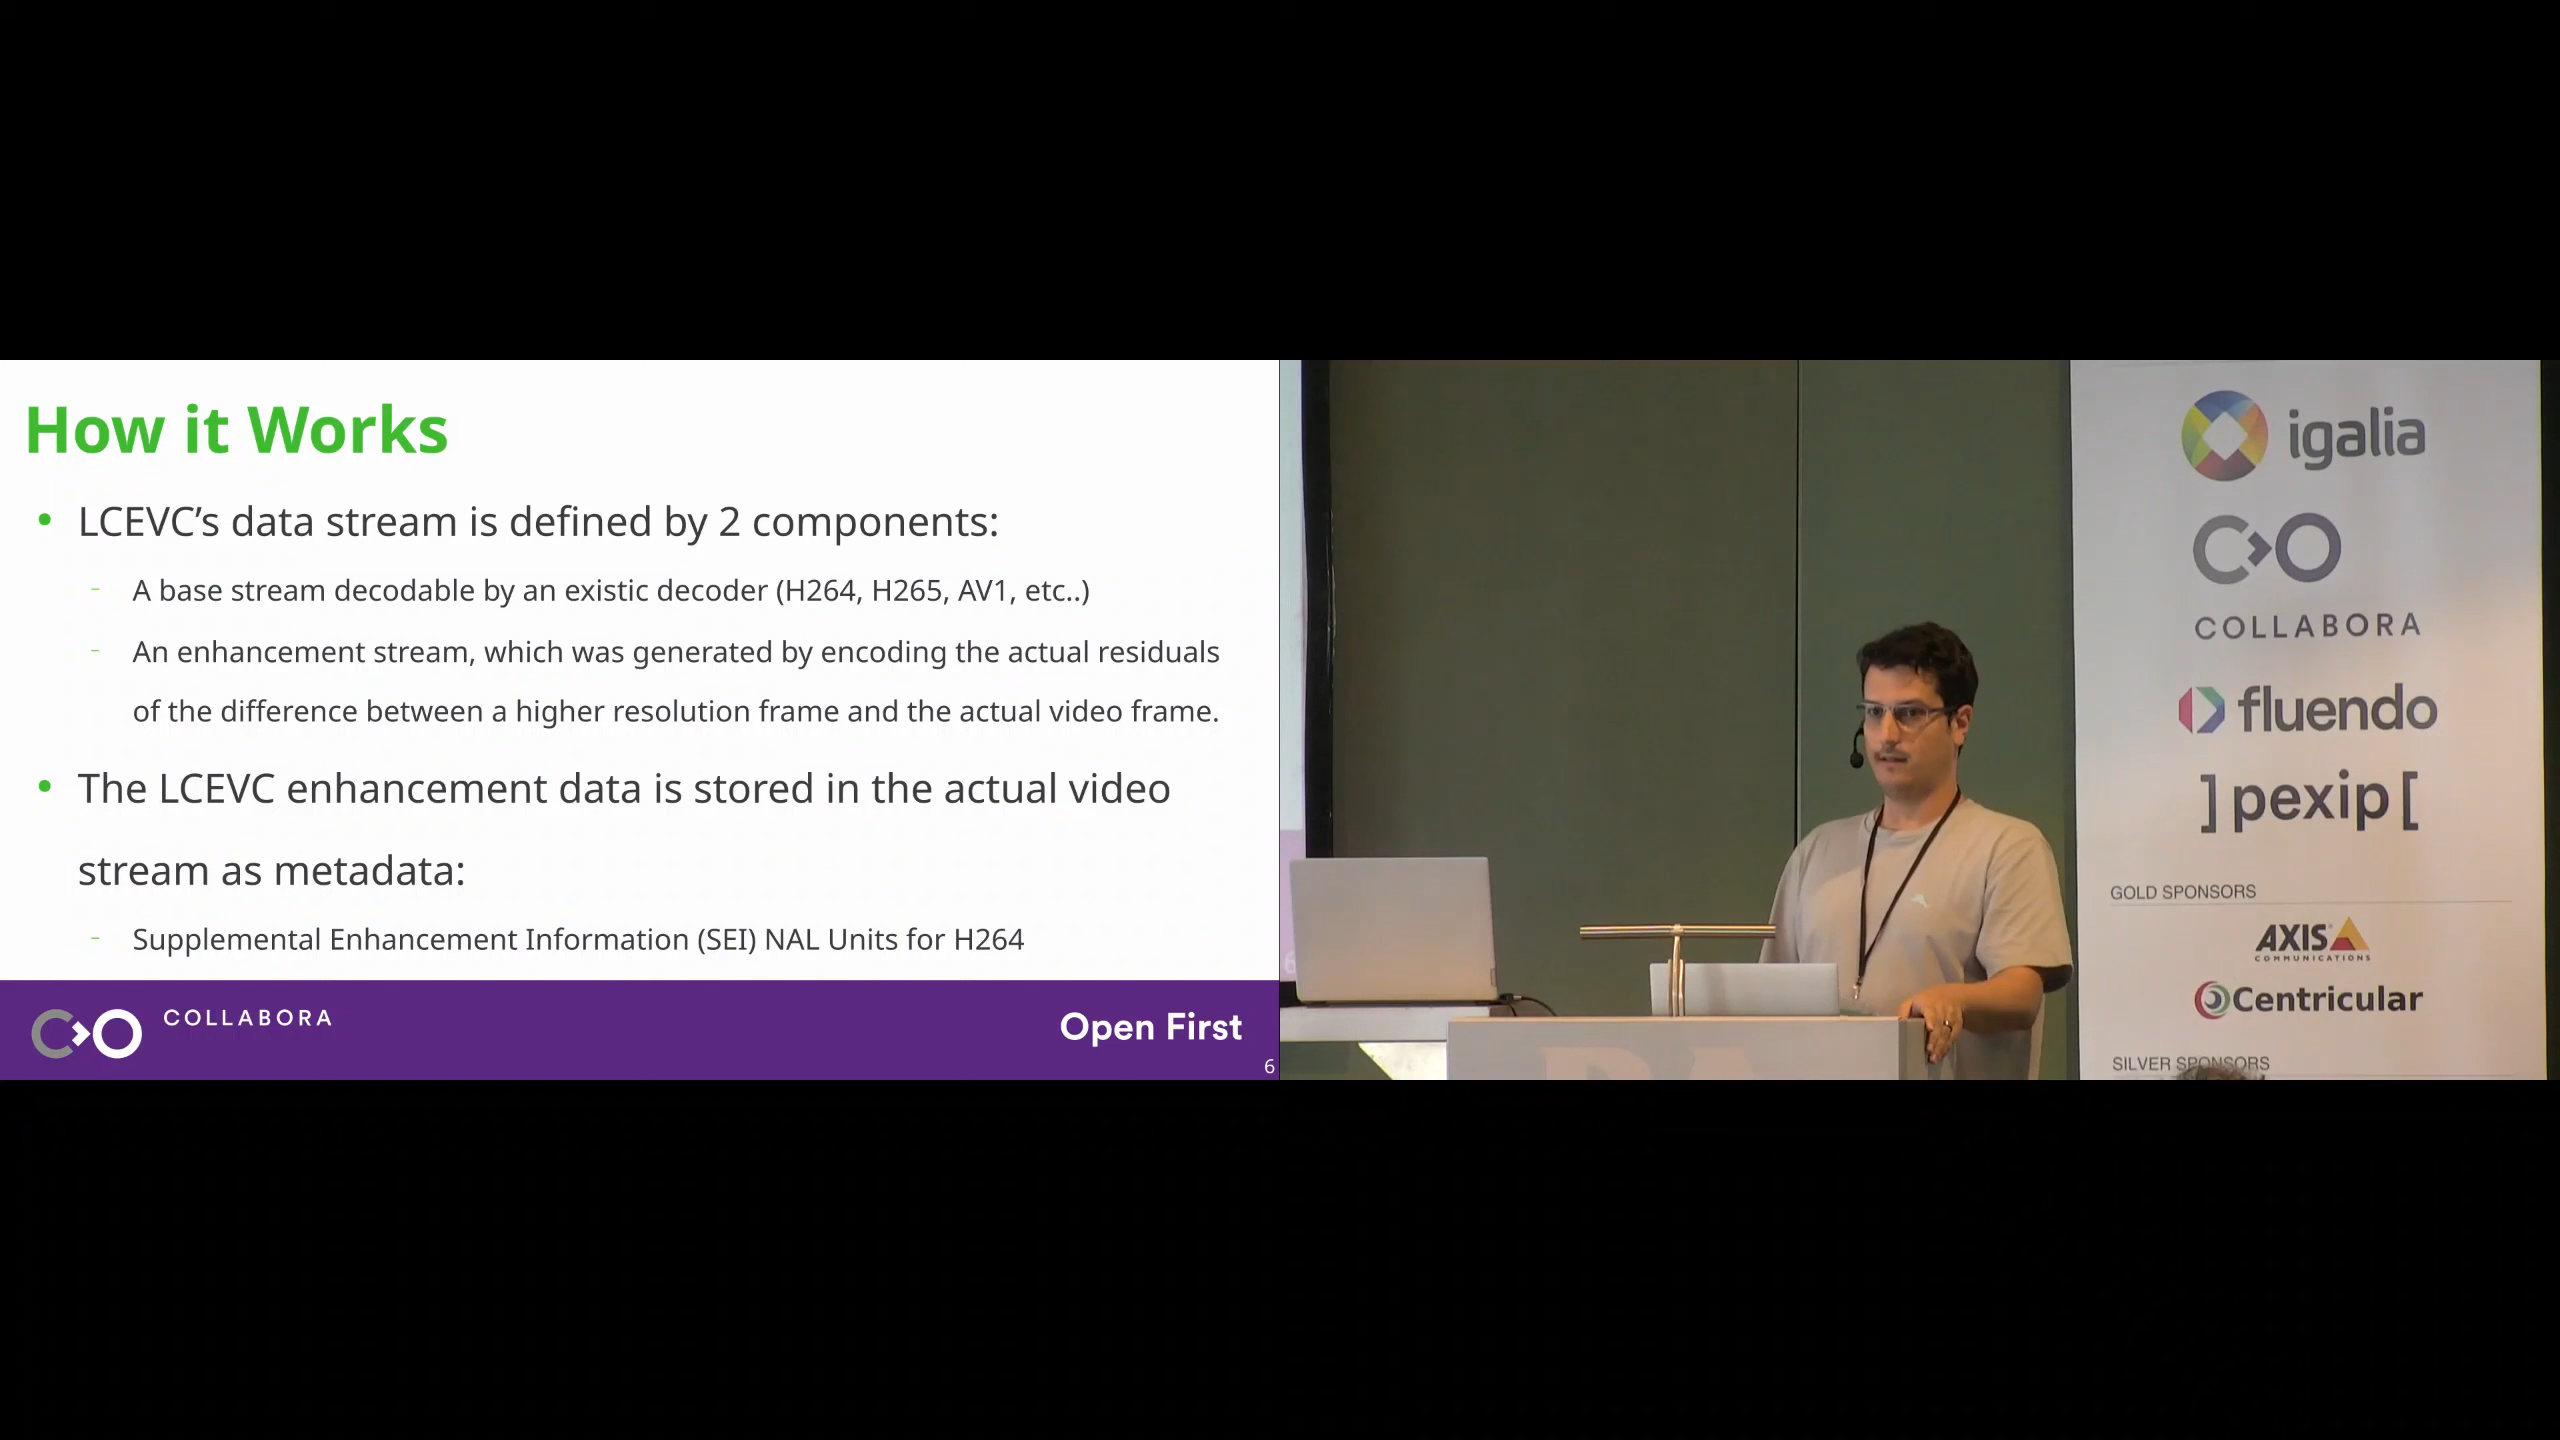 How it Works
• LCEVC’s data stream is defined by 2 components:
– A base stream decodable by an existic decoder (H264, H265, AV1, etc..)
– An enhancement stream, which was generated by encoding the actual residuals
of the difference between a higher resolution frame and the actual video frame.
• The LCEVC enhancement data is stored in the actual video
stream as metadata:
– Supplemental Enhancement Information (SEI) NAL Units for H264
COLLABORA
Open First
6
igalia
COLLABORA
fluendo
]pexip[
GOLD SPONSORS
AXIS
COMMUNICATIONS
Centricular
SILVER SPONSORS